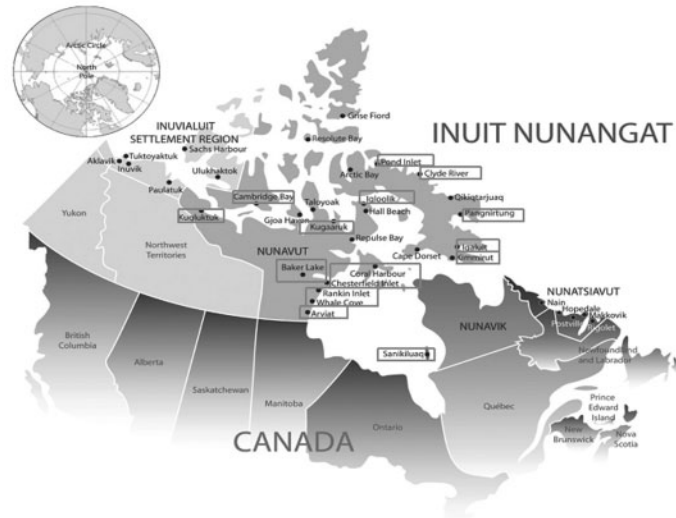 Arctic Circle
North
Pole
INUIT NUNANGAT
INUVIALUIT
SETTLEMENT REGION
Grise Fiord
Resolute Bay
Sachs Harbour
Tuktoyaktuk
Aklavik
Inuvik
Ulukhaktok
Paulatuk
Pond Inlet
Clyde River
Arctic Bay
Cambridge Bay
Taloyoak
Igloolik
Hall Beach
Qikiqtarjuaq
Pangnirtung
Kugluktuk
Gjoa Haven
Kugaaruk
Yukon
Northwest
Territories
NUNAVUT
Repulse Bay
Cape Dorset
Iqaluit
Kimmirut
Baker Lake
Coral Harbour
Chesterfield Inlet
Rankin Inlet
Whale Cove
Arviat
NUNATSIAVUT
Nain
Hopedale
Makkovik
Postville
Rigolet
NUNAVIK
Sanikiluaq
British
Columbia
Alberta
Saskatchewan
Manitoba
Ontario
Québec
Newfoundland
and Labrador
Prince
Edward
Island
New
Brunswick
Nova
Scotia
CANADA